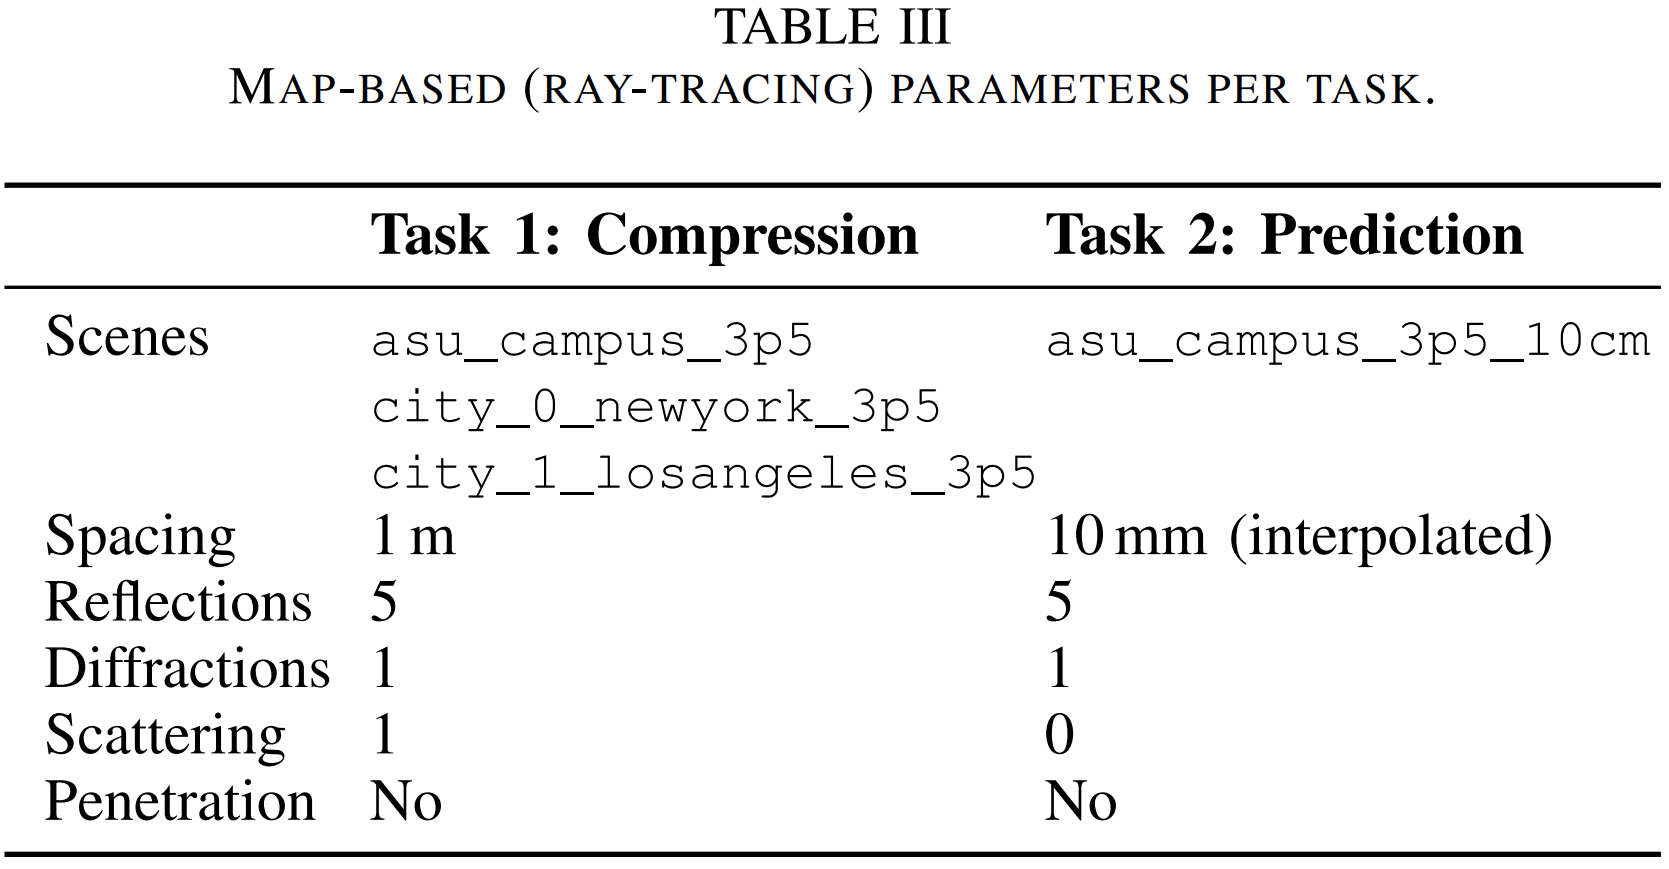 TABLE III
MAP-BASED (RAY-TRACING) PARAMETERS PER TASK.
Task 1: Compression Task 2: Prediction
Scenes asu_campus_3p5 asu_campus_3p5_10cm
city_0_newyork_3p5
city_1_losangeles_3p5
Spacing 1 m 10 mm (interpolated)
Reflections 5 5
Diffractions 1 1
Scattering 1 0
Penetration No No